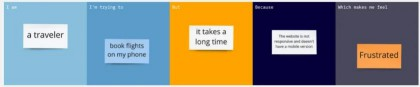 I am
a traveler
I'm trying to
book flights
on my phone
But
it takes a
long time
Because
The website is not
responsive and doesn't
have a mobile version
Which makes me feel
Frustrated